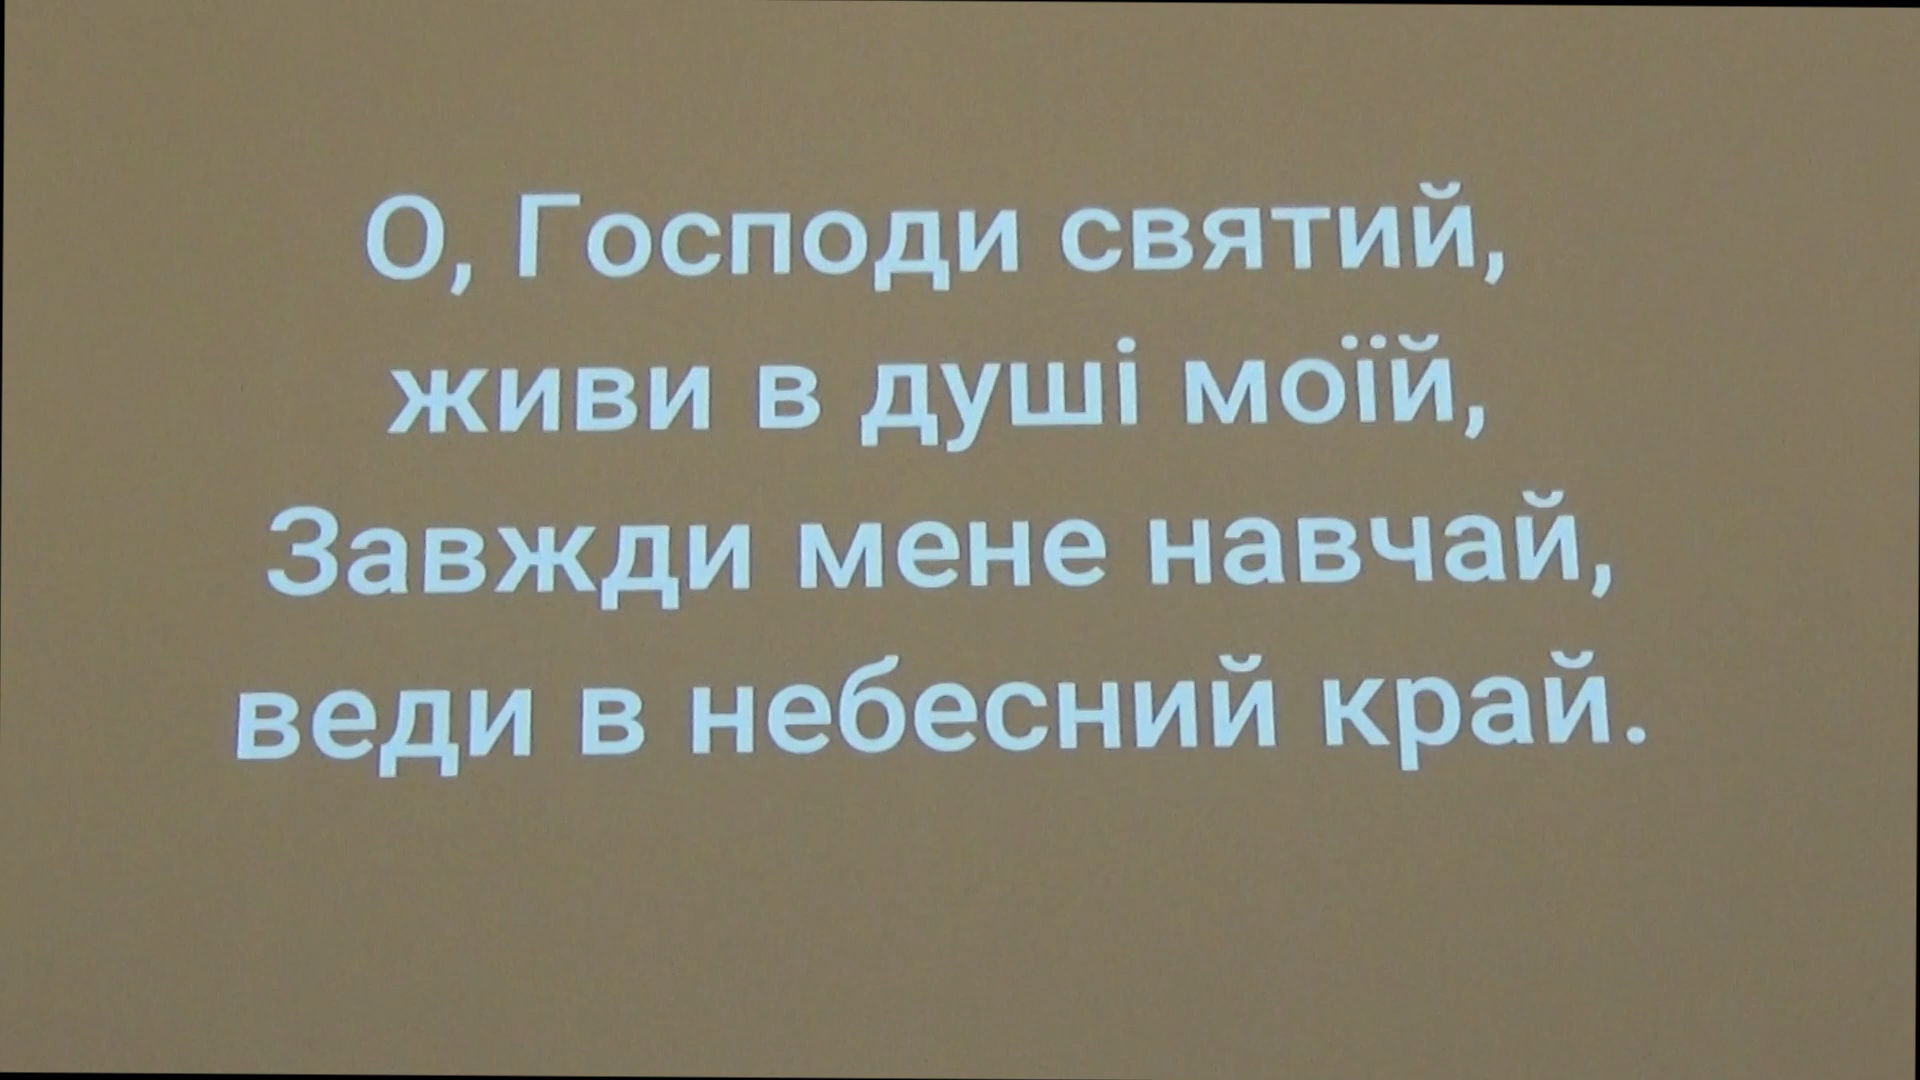 О, Господи святий,
живи в душі моїй,
Завжди мене навчай,
веди в небесний край.